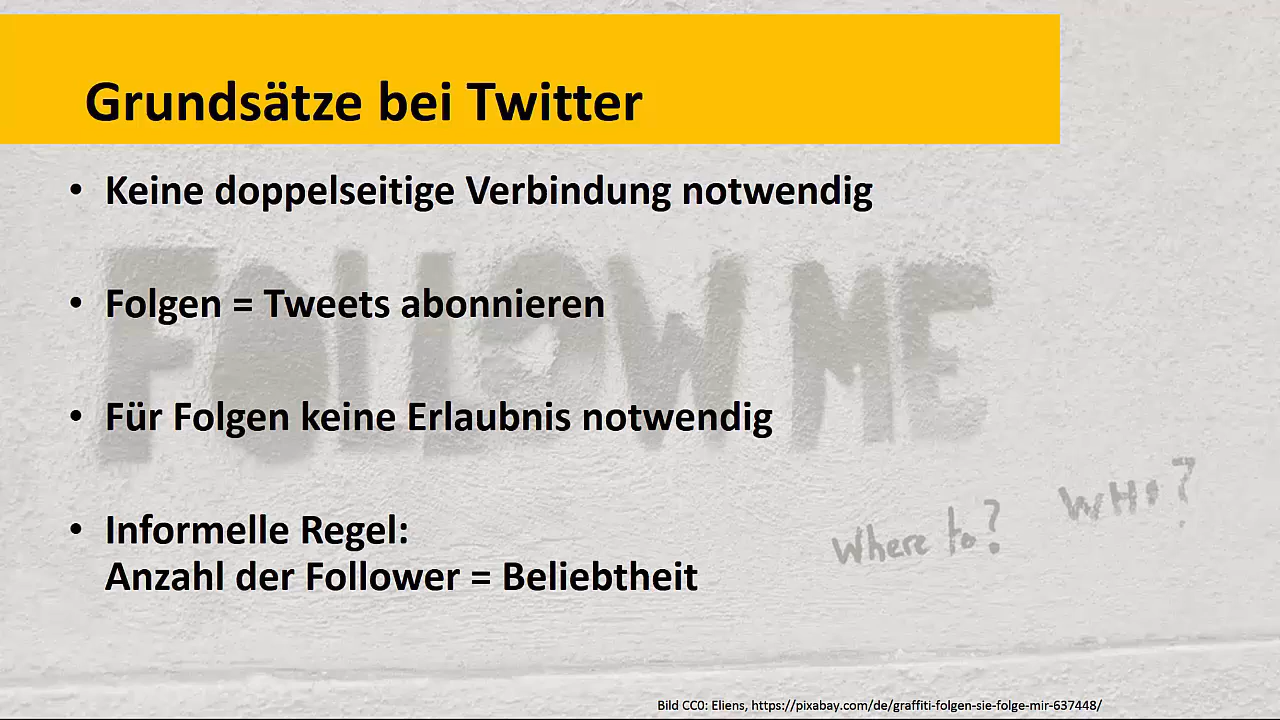 Grundsätze bei Twitter
• Keine doppelseitige Verbindung notwendig
• Folgen = Tweets abonnieren
• Für Folgen keine Erlaubnis notwendig
• Informelle Regel:
Anzahl der Follower = Beliebtheit
FOLLOW ME
Where to?
WHO?
Bild CC0: Eliens, https://pixabay.com/de/graffiti-folgen-sie-folge-mir-637448/